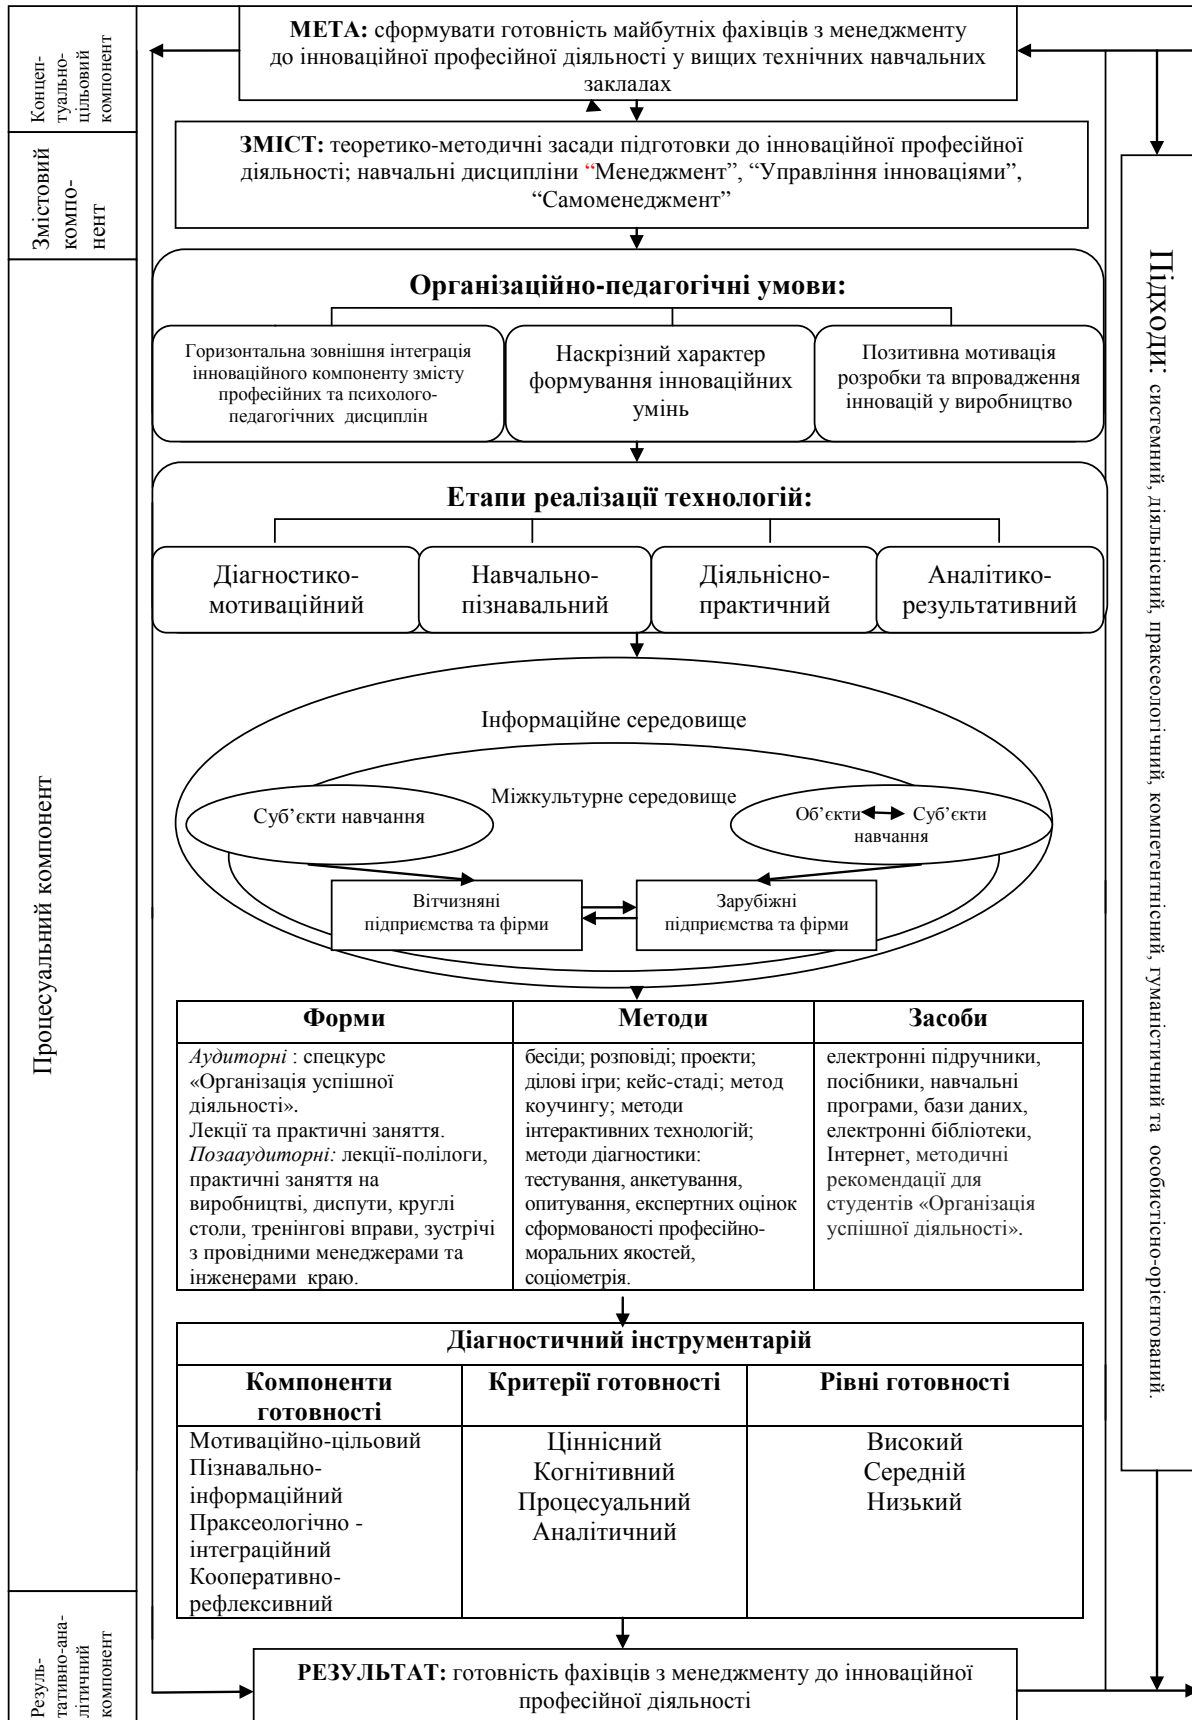 Концеп-
туально-
цільовий
компонент
МЕТА: сформувати готовність майбутніх фахівців з менеджменту
до інноваційної професійної діяльності у вищих технічних навчальних
закладах
Змістовий
компо-
нент
ЗМІСТ: теоретико-методичні засади підготовки до інноваційної професійної
діяльності; навчальні дисципліни “Менеджмент”, “Управління інноваціями”,
“Самоменеджмент”
Підходи: системний, діяльнісний, праксеологічний, компетентнісний, гуманістичний та особистісно-орієнтований.
Процесуальний компонент
Організаційно-педагогічні умови:
Горизонтальна зовнішня інтеграція
інноваційного компоненту змісту
професійних та психолого-
педагогічних дисциплін
Наскрізний характер
формування інноваційних
умінь
Позитивна мотивація
розробки та впровадження
інновацій у виробництво
Етапи реалізації технологій:
Діагностико-
мотиваційний
Навчально-
пізнавальний
Діяльнісно-
практичний
Аналітико-
результативний
Інформаційне середовище
Міжкультурне середовище
Суб’єкти навчання
Об’єкти Суб’єкти
навчання
Вітчизняні
підприємства та фірми
Зарубіжні
підприємства та фірми
Форми
Аудиторні : спецкурс
«Організація успішної
діяльності».
Лекції та практичні заняття.
Позааудиторні: лекції-полілоги,
практичні заняття на
виробництві, диспути, круглі
столи, тренінгові вправи, зустрічі
з провідними менеджерами та
інженерами краю.
Методи
бесіди; розповіді; проекти;
ділові ігри; кейс-стаді; метод
коучингу; методи
інтерактивних технологій;
методи діагностики:
тестування, анкетування,
опитування, експертних оцінок
сформованості професійно-
моральних якостей,
соціометрія.
Засоби
електронні підручники,
посібники, навчальні
програми, бази даних,
електронні бібліотеки,
Інтернет, методичні
рекомендації для
студентів «Організація
успішної діяльності».
Діагностичний інструментарій
Компоненти
готовності
Мотиваційно-цільовий
Пізнавально-
інформаційний
Праксеологічно -
інтеграційний
Кооперативно-
рефлексивний
Критерії готовності
Ціннісний
Когнітивний
Процесуальний
Аналітичний
Рівні готовності
Високий
Середній
Низький
Резуль-
тативно-ана-
літичний
компонент
РЕЗУЛЬТАТ: готовність фахівців з менеджменту до інноваційної
професійної діяльності